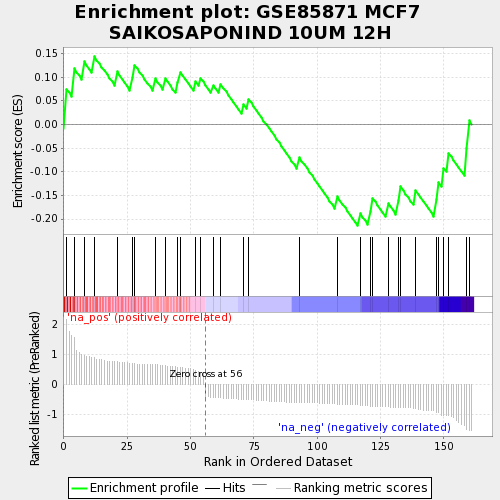 Enrichment plot: GSE85871 MCF7
SAIKOSAPONIND 10UM 12H
Enrichment score (ES)
0.15
0.10
0.05
0.00
-0.05
-0.10
-0.15
-0.20
'na_pos' (positively correlated)
Ranked list metric (PreRanked)
2
1
0
-1
Zero cross at 56
'na_neg' (negatively correlated)
0
25
50
75
100
125
150
Rank in Ordered Dataset
Enrichment profile
Hits
Ranking metric scores